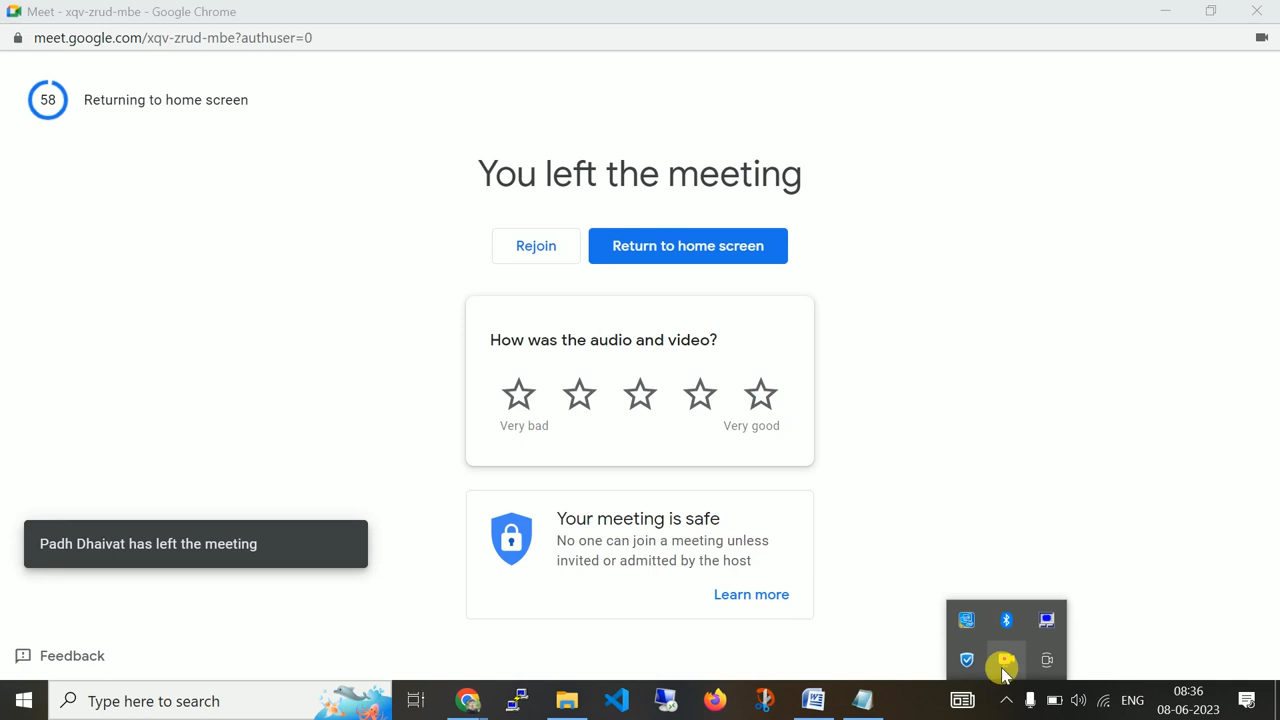 Meet - xqv-zrud-mbe - Google Chrome
meet.google.com/xqv-zrud-mbe?authuser=0
58 Returning to home screen
You left the meeting
Rejoin Return to home screen
How was the audio and video?
Very bad Very good
Your meeting is safe
No one can join a meeting unless
invited or admitted by the host
Learn more
Padh Dhaivat has left the meeting
Feedback
Type here to search
ENG
08:36
08-06-2023